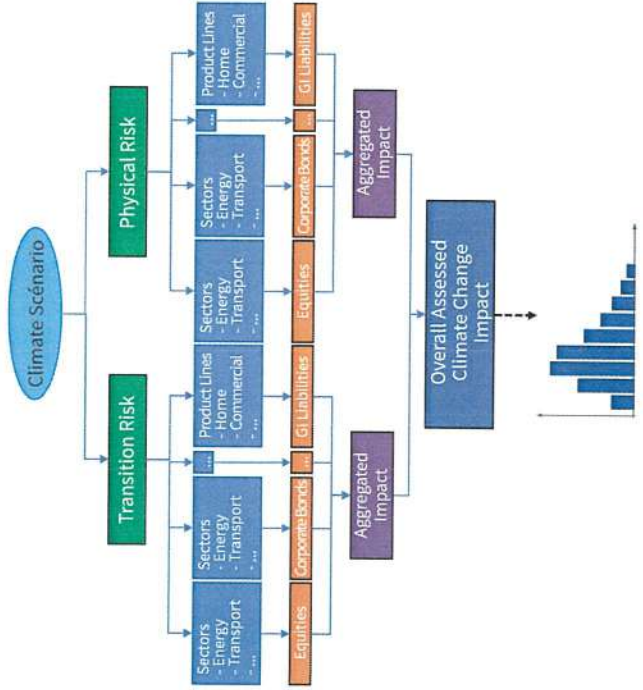 Climate Scénario
Transition Risk
Physical Risk
Sectors
- Energy
- Transport
- ...
Sectors
- Energy
- Transport
- ...
...
Product Lines
- Home
- Commercial
- ...
Sectors
- Energy
- Transport
- ...
Sectors
- Energy
- Transport
- ...
...
Product Lines
- Home
- Commercial
- ...
Equities
Corporate Bonds
...
GI Liabilities
Equities
Corporate Bonds
...
GI Liabilities
Aggregated
Impact
Aggregated
Impact
Overall Assessed
Climate Change
Impact